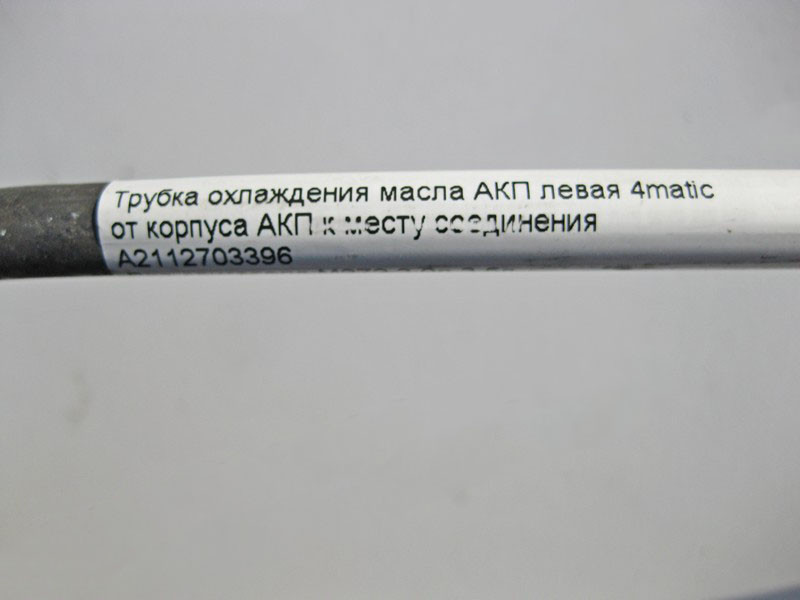 Трубка охлаждения масла АКП левая 4matic
от корпуса АКП к месту соединения
A2112703396